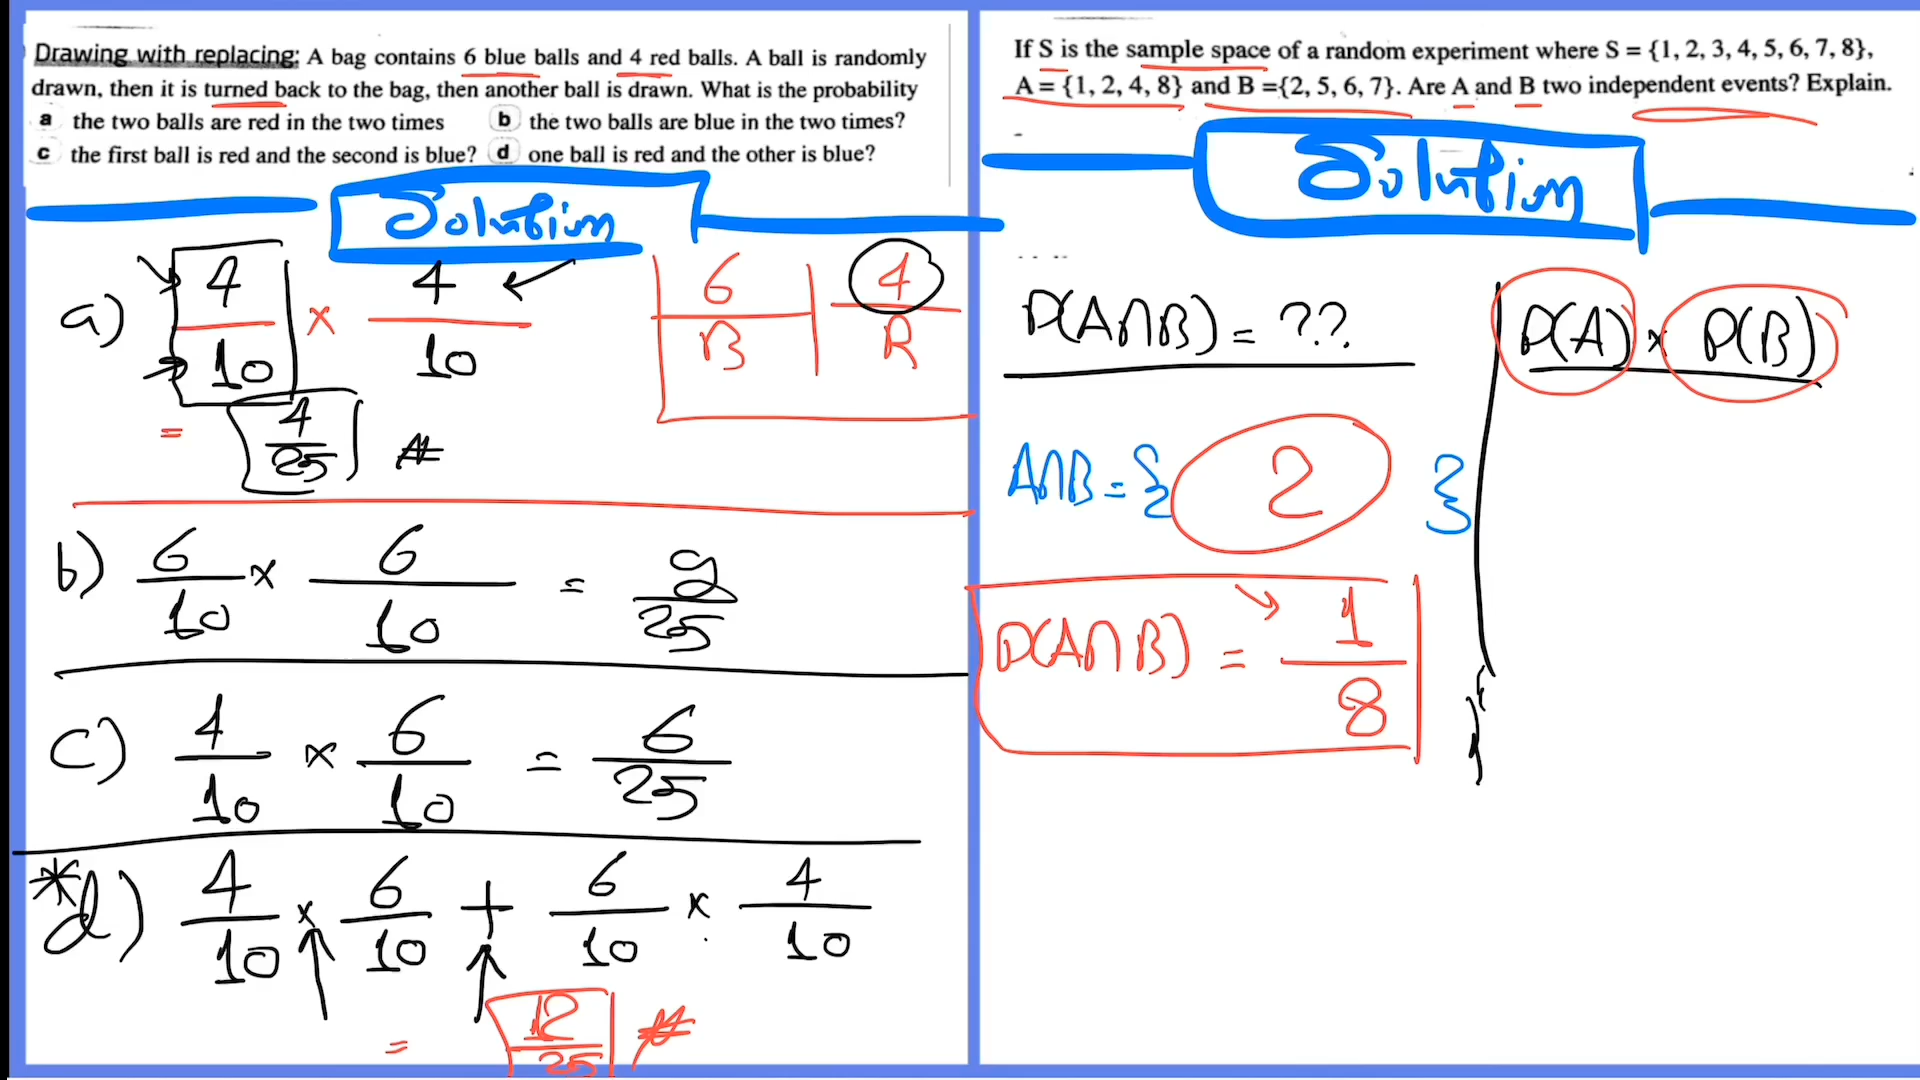 Drawing with replacing: A bag contains 6 blue balls and 4 red balls. A ball is randomly
drawn, then it is turned back to the bag, then another ball is drawn. What is the probability
a the two balls are red in the two times b the two balls are blue in the two times?
c the first ball is red and the second is blue? d one ball is red and the other is blue?
Solution
a) 4/10 × 4/10
6 | 4
B | R
= 4/25 #
b) 6/10 × 6/10 = 9/25
c) 4/10 × 6/10 = 6/25
*d) 4/10 × 6/10 + 6/10 × 4/10
= 12/25 #
If S is the sample space of a random experiment where S = {1, 2, 3, 4, 5, 6, 7, 8},
A = {1, 2, 4, 8} and B ={2, 5, 6, 7}. Are A and B two independent events? Explain.
Solution
P(A∩B) = ??
A∩B = { 2 }
P(A∩B) = 1/8
P(A) × P(B)